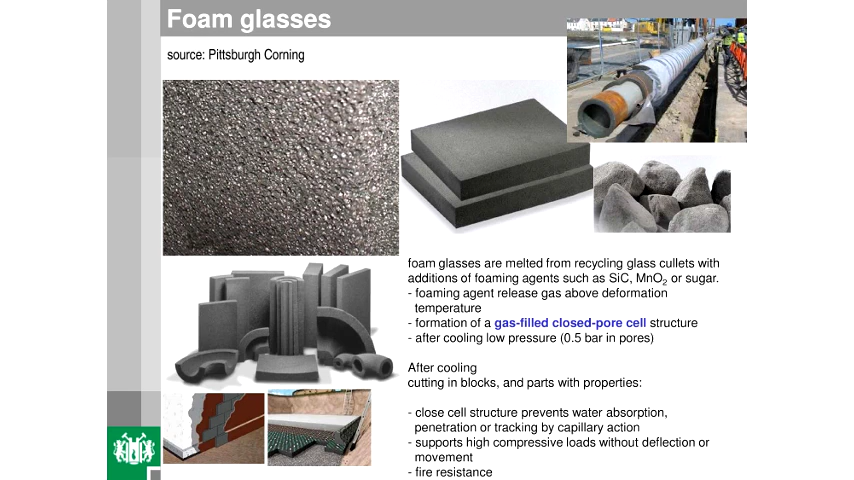 Foam glasses
source: Pittsburgh Corning
foam glasses are melted from recycling glass cullets with
additions of foaming agents such as SiC, MnO₂ or sugar.
- foaming agent release gas above deformation
temperature
- formation of a gas-filled closed-pore cell structure
- after cooling low pressure (0.5 bar in pores)
After cooling
cutting in blocks, and parts with properties:
- close cell structure prevents water absorption,
penetration or tracking by capillary action
- supports high compressive loads without deflection or
movement
- fire resistance